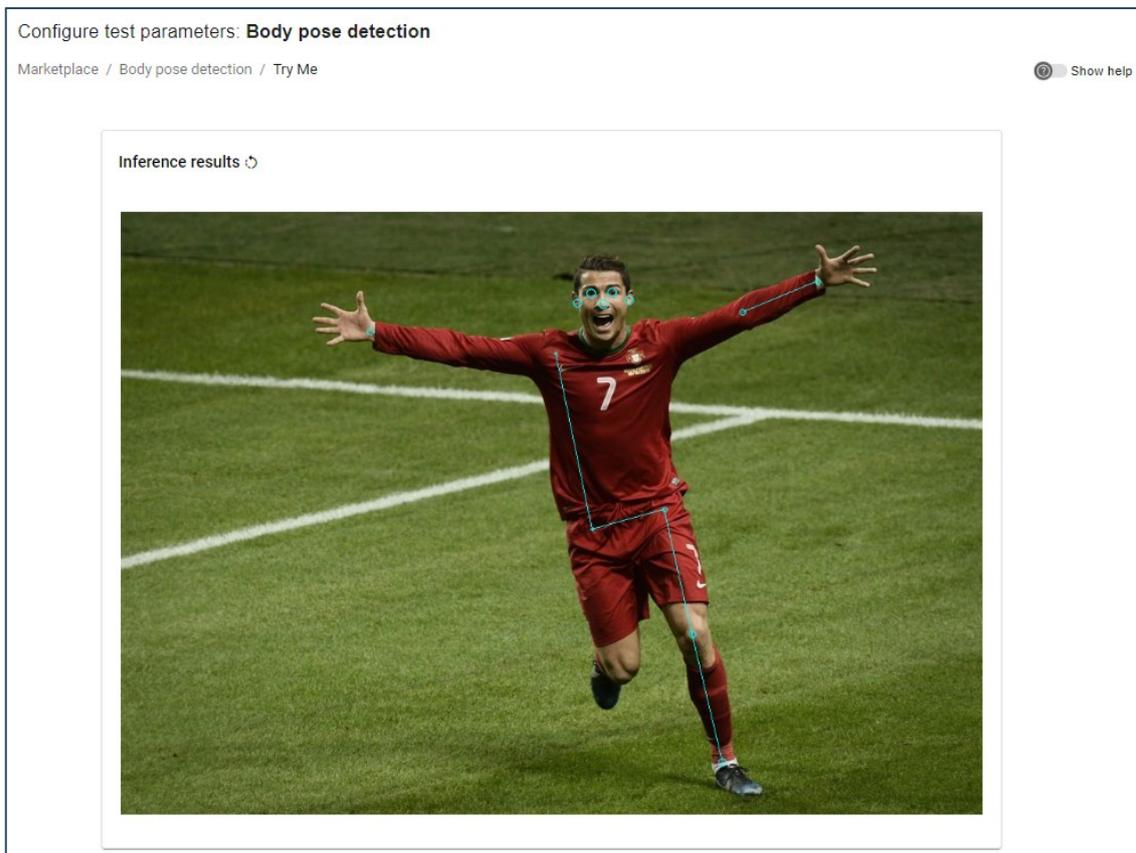 Configure test parameters: Body pose detection
Marketplace / Body pose detection / Try Me
Show help
Inference results
7
7